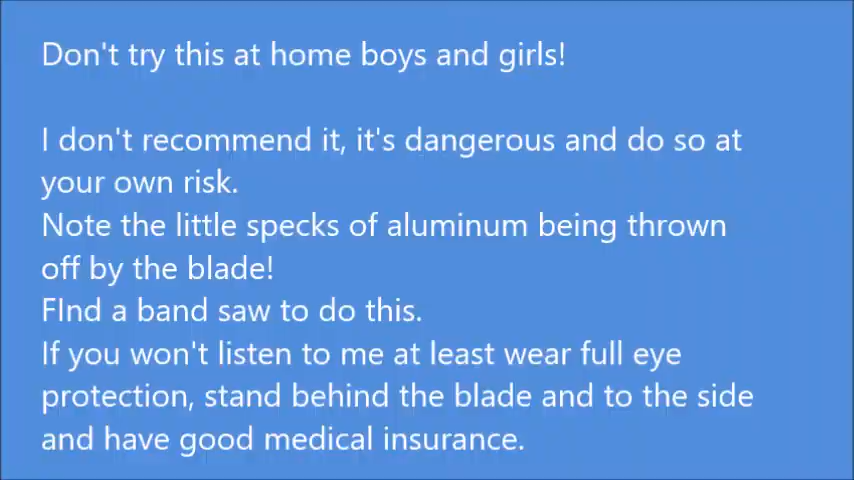 Don't try this at home boys and girls!
I don't recommend it, it's dangerous and do so at
your own risk.
Note the little specks of aluminum being thrown
off by the blade!
FInd a band saw to do this.
If you won't listen to me at least wear full eye
protection, stand behind the blade and to the side
and have good medical insurance.